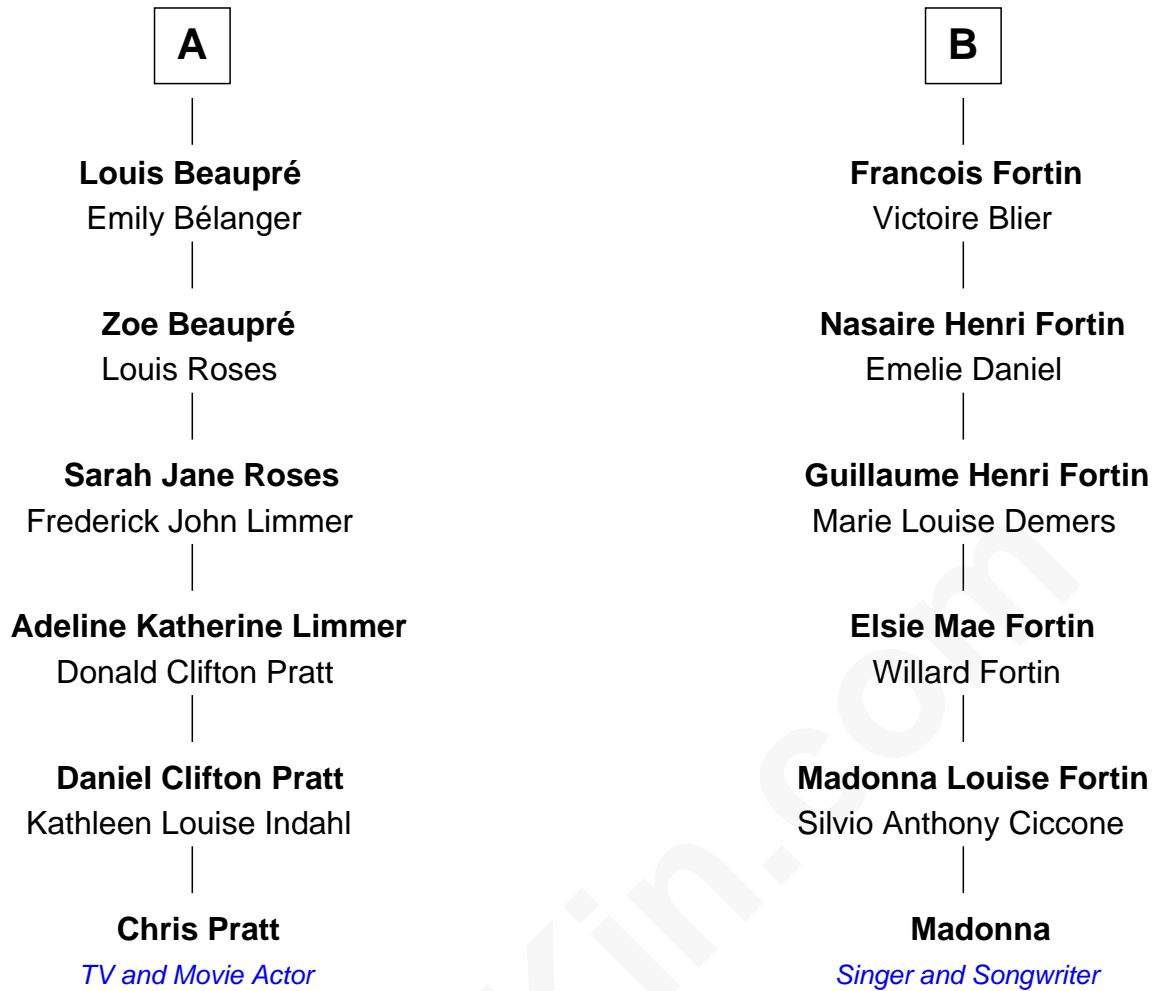 A
Louis Beaupré
Emily Bélanger
Zoe Beaupré
Louis Roses
Sarah Jane Roses
Frederick John Limmer
Adeline Katherine Limmer
Donald Clifton Pratt
Daniel Clifton Pratt
Kathleen Louise Indahl
Chris Pratt
TV and Movie Actor
B
Francois Fortin
Victoire Blier
Nasaire Henri Fortin
Emelie Daniel
Guillaume Henri Fortin
Marie Louise Demers
Elsie Mae Fortin
Willard Fortin
Madonna Louise Fortin
Silvio Anthony Ciccone
Madonna
Singer and Songwriter